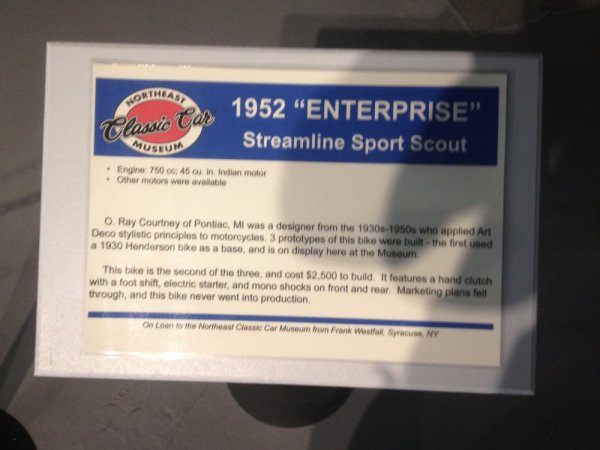 NORTHEAST
Classic Car
MUSEUM
1952 "ENTERPRISE"
Streamline Sport Scout
• Engine: 750 cc; 45 cu. in. Indian motor
• Other motors were available
O. Ray Courtney of Pontiac, MI was a designer from the 1930s-1950s who applied Art
Deco stylistic principles to motorcycles. 3 prototypes of this bike were built - the first used
a 1930 Henderson bike as a base, and is on display here at the Museum.
This bike is the second of the three, and cost $2,500 to build. It features a hand clutch
with a foot shift, electric starter, and mono shocks on front and rear. Marketing plans fell
through, and this bike never went into production.
On Loan to the Northeast Classic Car Museum from Frank Westfall, Syracuse, NY